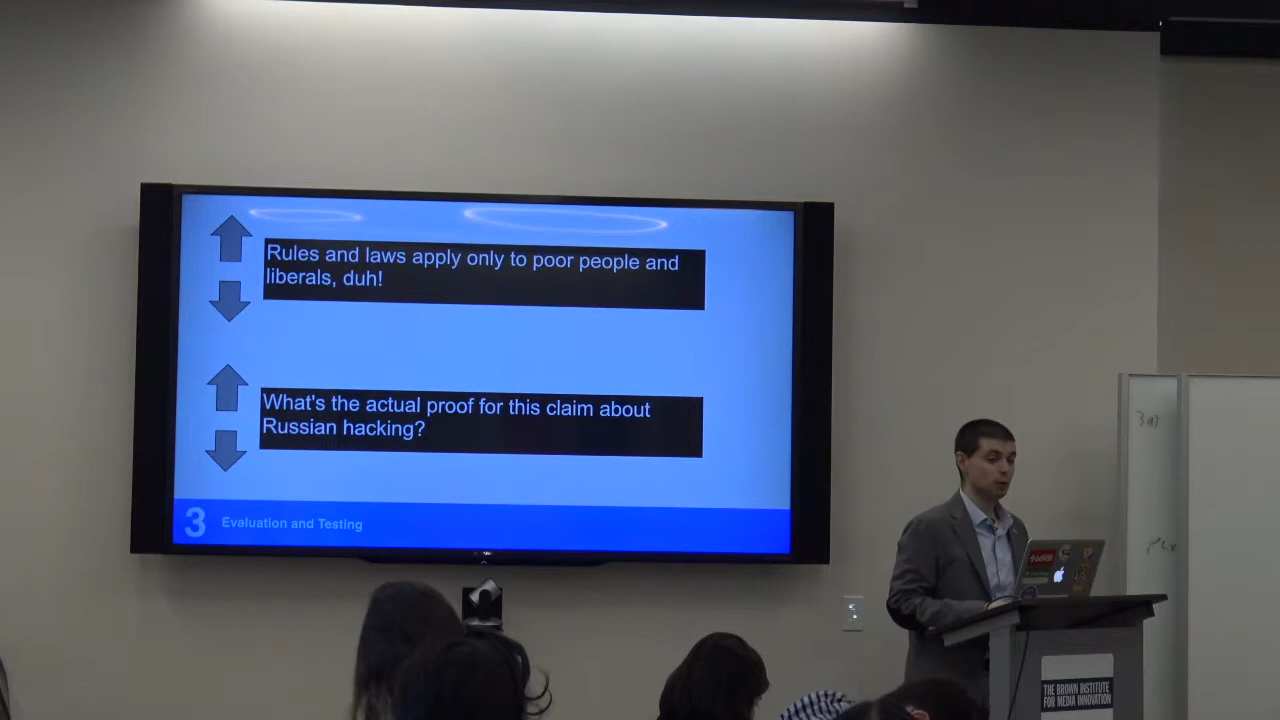 Rules and laws apply only to poor people and
liberals, duh!
What's the actual proof for this claim about
Russian hacking?
3 Evaluation and Testing
THE BROWN INSTITUTE
FOR MEDIA INNOVATION